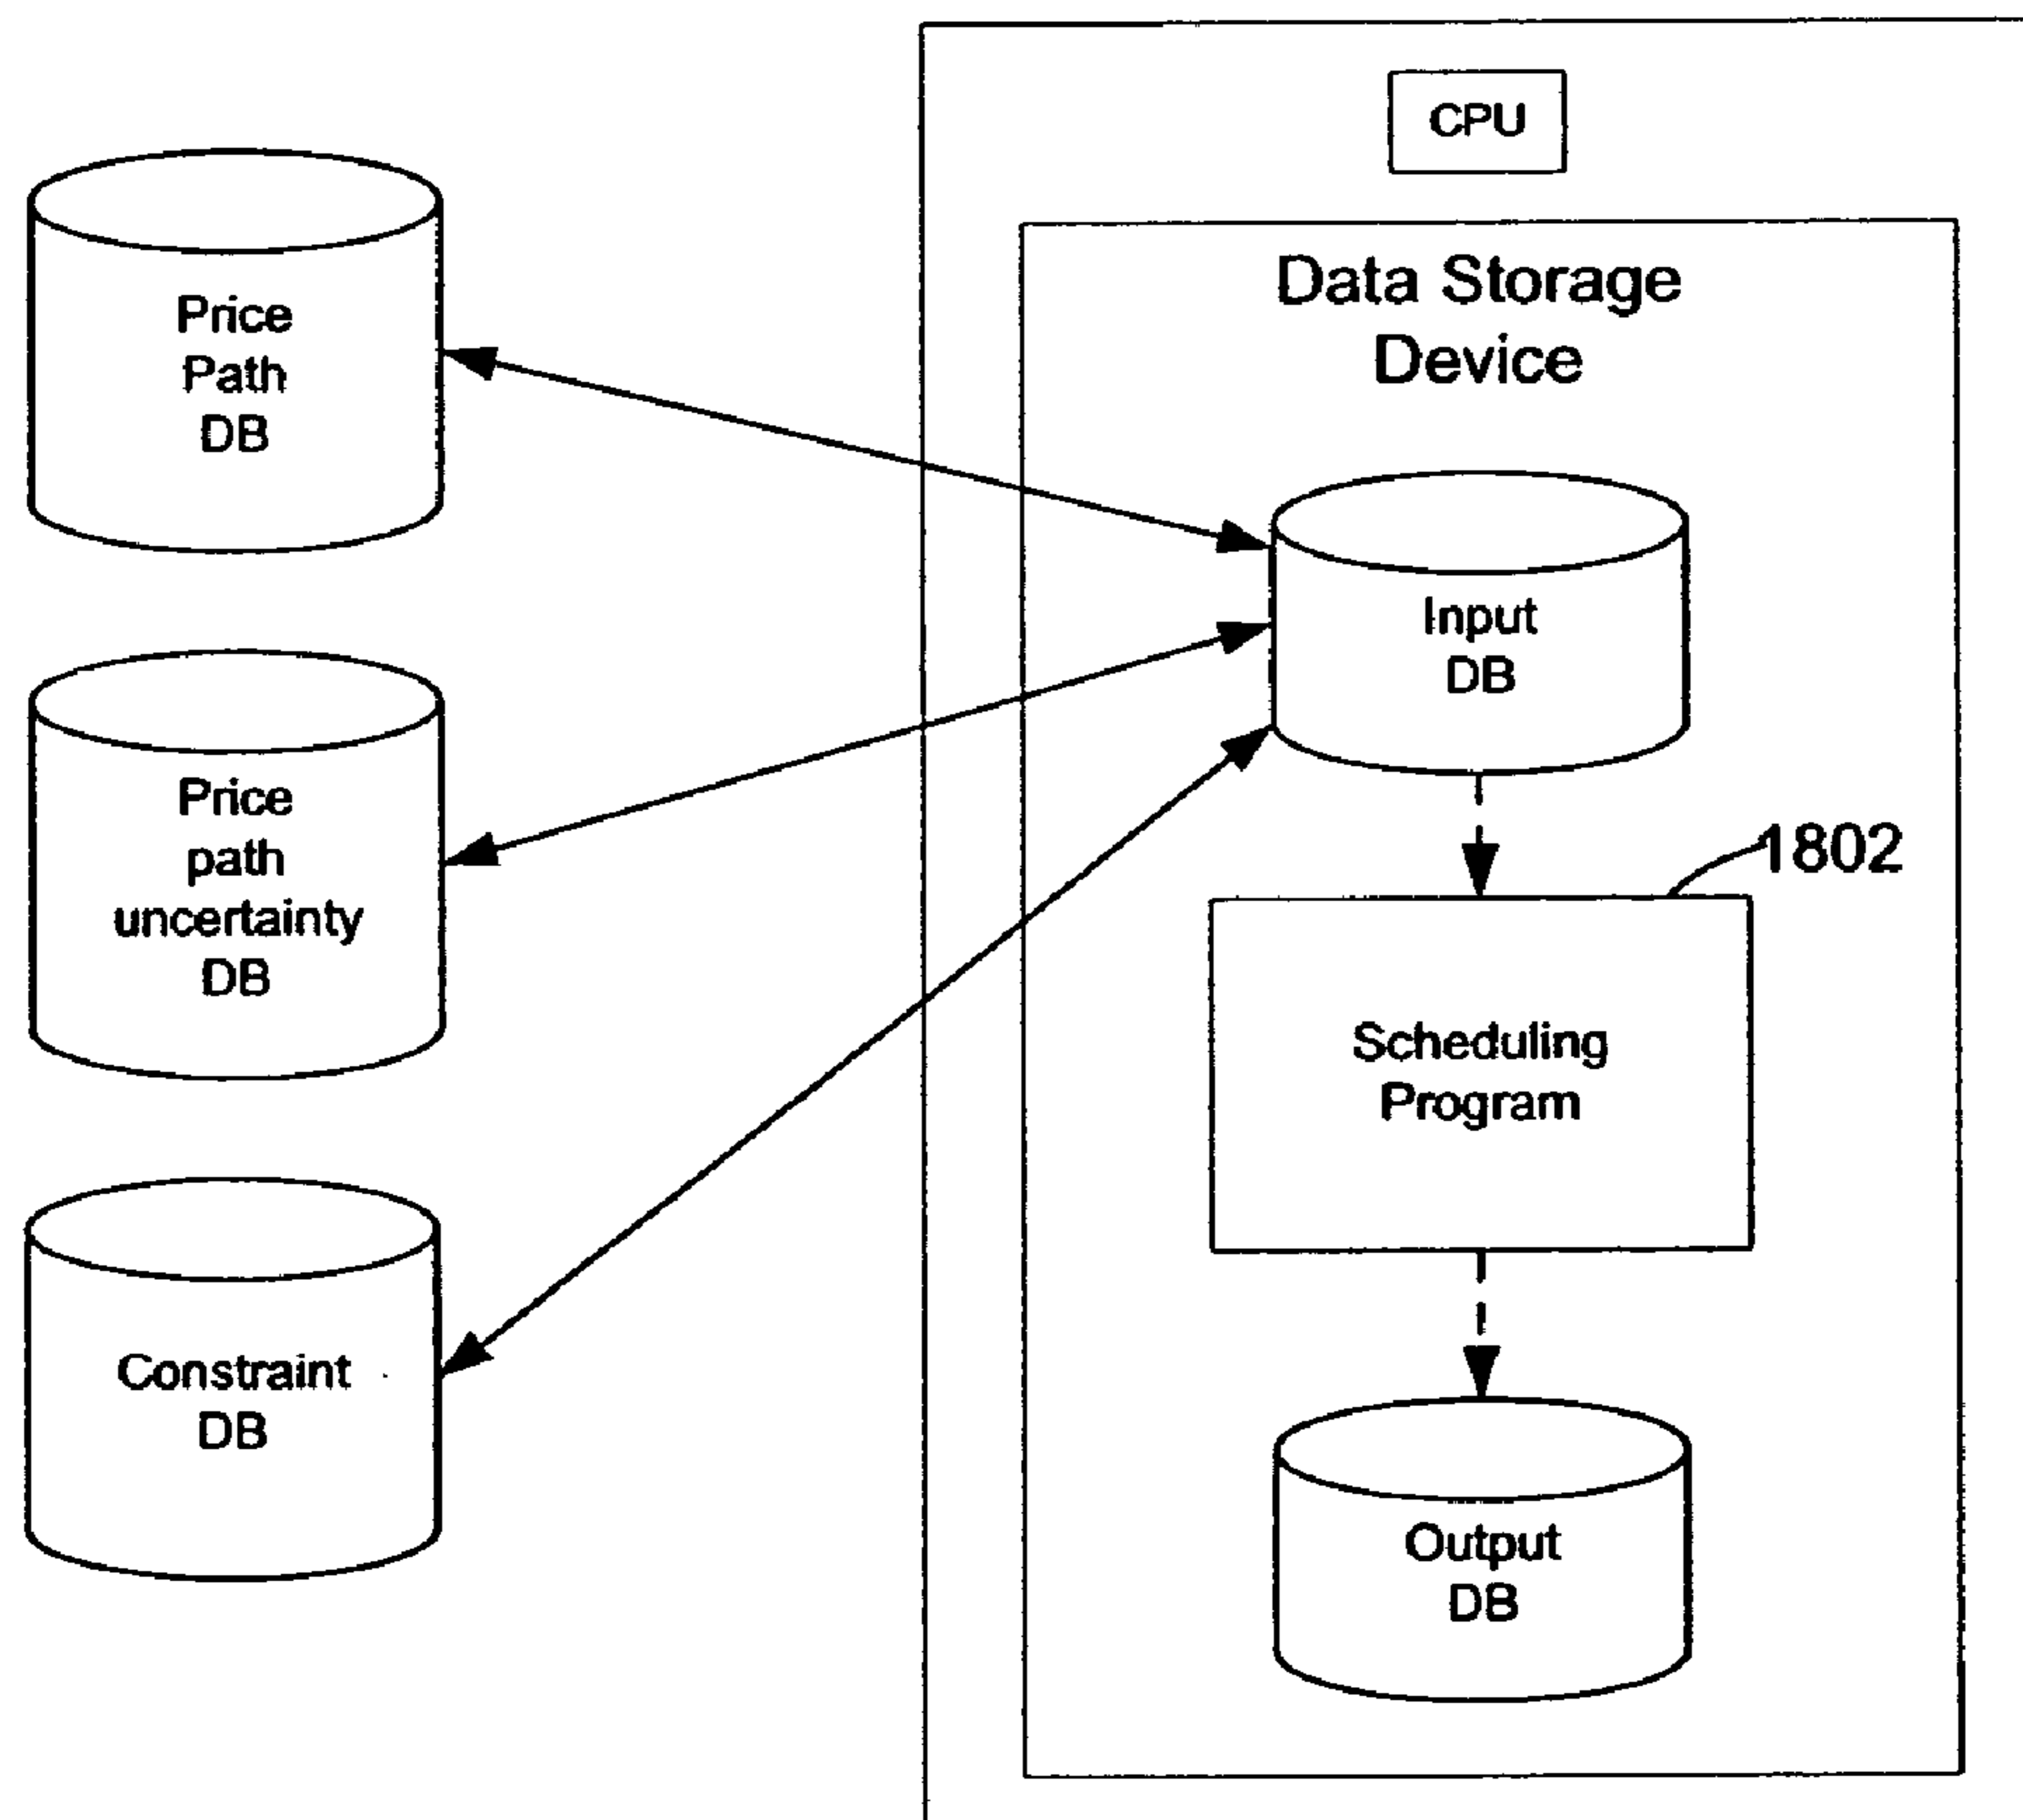 CPU
Data Storage
Device
Price
Path
DB
Input
DB
Price
path
uncertainty
DB
1802
Scheduling
Program
Constraint
DB
Output
DB